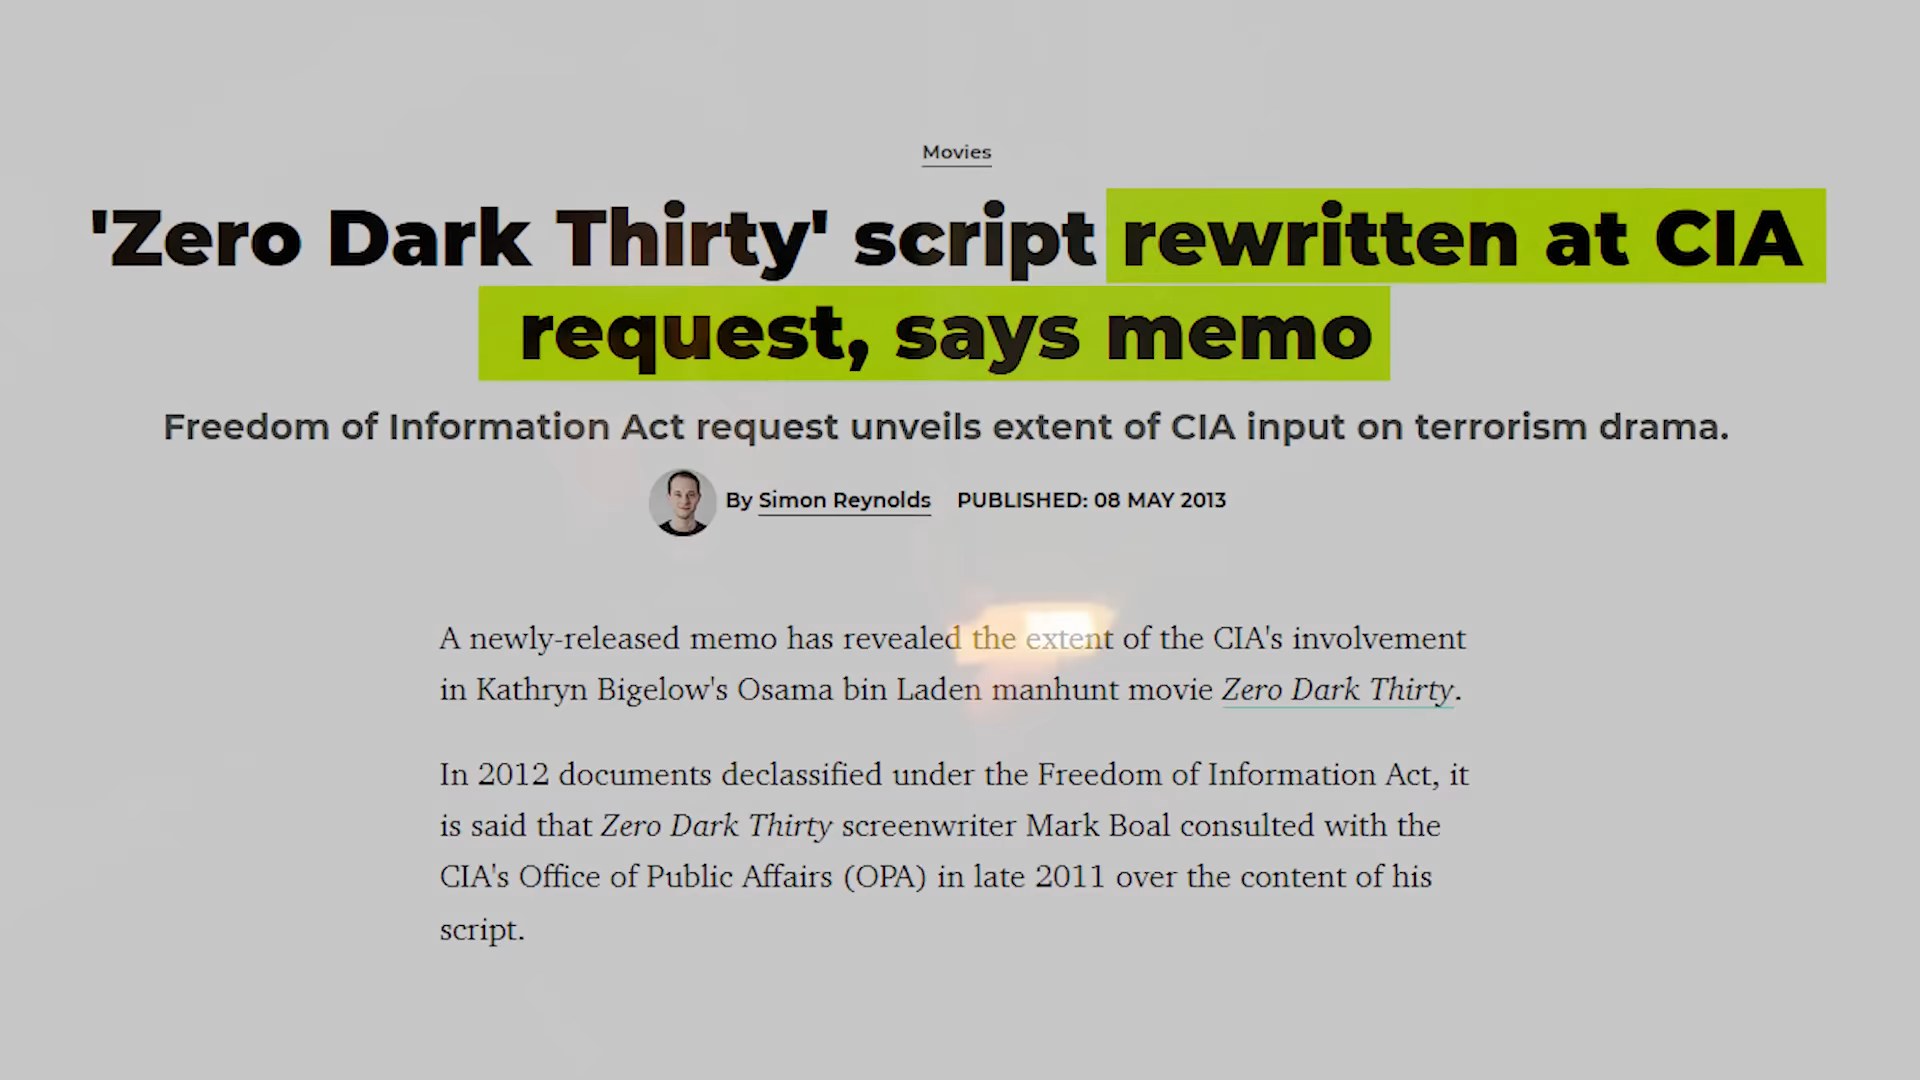 Movies
'Zero Dark Thirty' script rewritten at CIA
request, says memo
Freedom of Information Act request unveils extent of CIA input on terrorism drama.
By Simon Reynolds PUBLISHED: 08 MAY 2013
A newly-released memo has revealed the extent of the CIA's involvement
in Kathryn Bigelow's Osama bin Laden manhunt movie Zero Dark Thirty.
In 2012 documents declassified under the Freedom of Information Act, it
is said that Zero Dark Thirty screenwriter Mark Boal consulted with the
CIA's Office of Public Affairs (OPA) in late 2011 over the content of his
script.